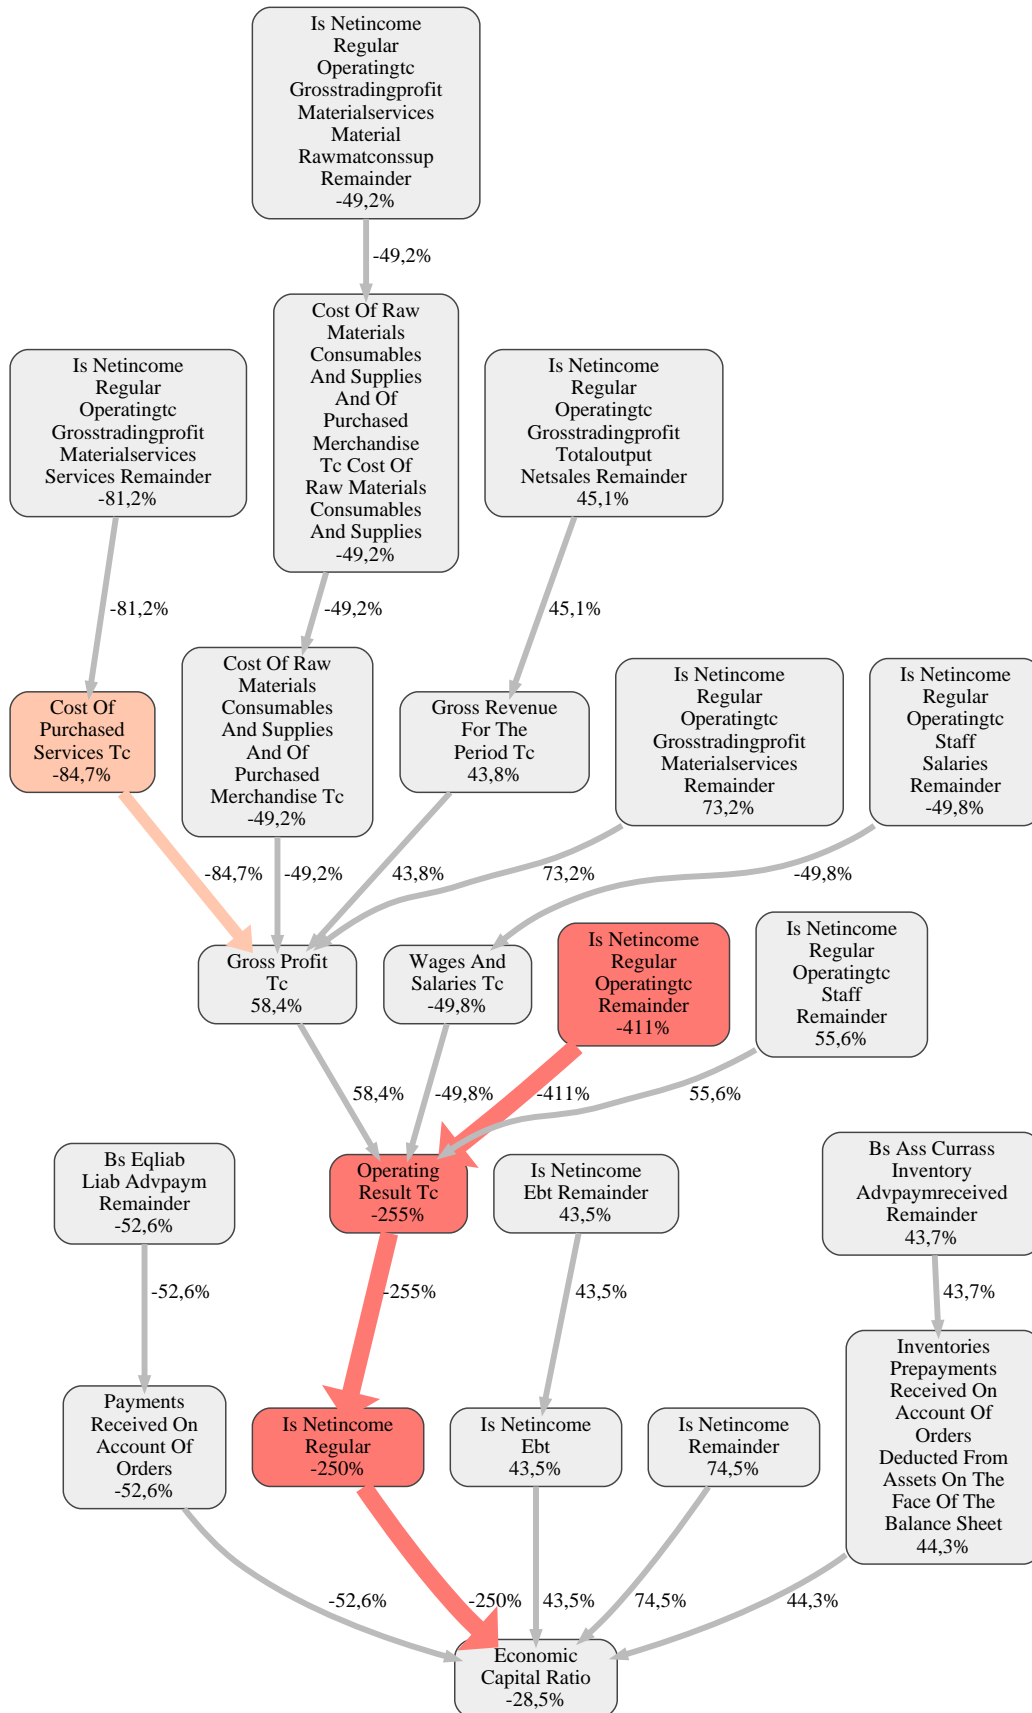 Is Netincome
Regular
Operatingtc
Grosstradingprofit
Materialservices
Material
Rawmatconssup
Remainder
-49,2%
-49,2%
Is Netincome
Regular
Operatingtc
Grosstradingprofit
Materialservices
Services Remainder
-81,2%
Cost Of Raw
Materials
Consumables
And Supplies
And Of
Purchased
Merchandise
Tc Cost Of
Raw Materials
Consumables
And Supplies
-49,2%
Is Netincome
Regular
Operatingtc
Grosstradingprofit
Totaloutput
Netsales Remainder
45,1%
-81,2%
-49,2%
45,1%
Cost Of
Purchased
Services Tc
-84,7%
Cost Of Raw
Materials
Consumables
And Supplies
And Of
Purchased
Merchandise Tc
-49,2%
Gross Revenue
For The
Period Tc
43,8%
Is Netincome
Regular
Operatingtc
Grosstradingprofit
Materialservices
Remainder
73,2%
Is Netincome
Regular
Operatingtc
Staff
Salaries
Remainder
-49,8%
-84,7%
-49,2%
43,8%
73,2%
-49,8%
Gross Profit
Tc
58,4%
Wages And
Salaries Tc
-49,8%
Is Netincome
Regular
Operatingtc
Remainder
-411%
Is Netincome
Regular
Operatingtc
Staff
Remainder
55,6%
58,4%
-49,8%
-411%
55,6%
Bs Eqliab
Liab Advpaym
Remainder
-52,6%
Operating
Result Tc
-255%
Is Netincome
Ebt Remainder
43,5%
Bs Ass Currass
Inventory
Advpaymreceived
Remainder
43,7%
-52,6%
-255%
43,5%
43,7%
Payments
Received On
Account Of
Orders
-52,6%
Is Netincome
Regular
-250%
Is Netincome
Ebt
43,5%
Is Netincome
Remainder
74,5%
Inventories
Prepayments
Received On
Account Of
Orders
Deducted From
Assets On The
Face Of The
Balance Sheet
44,3%
-52,6%
-250%
43,5%
74,5%
44,3%
Economic
Capital Ratio
-28,5%